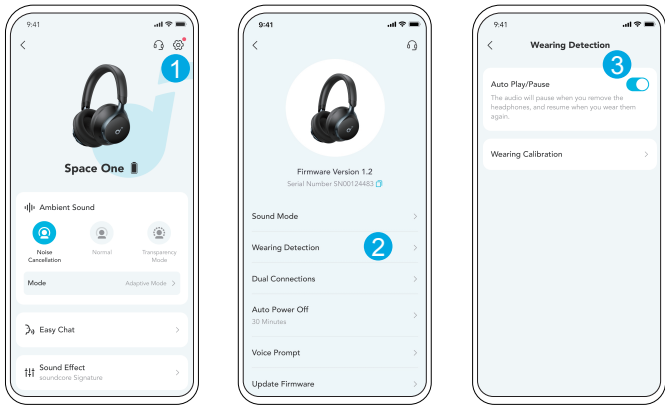 9:41
1
Space One
Ambient Sound
Noise
Cancellation
Normal
Transparency
Mode
Mode
Adaptive Mode
Easy Chat
Sound Effect
soundcore Signature
9:41
Firmware Version 1.2
Serial Number SN00124483
Sound Mode
Wearing Detection
2
Dual Connections
Auto Power Off
30 Minutes
Voice Prompt
Update Firmware
9:41
Wearing Detection
3
Auto Play/Pause
The audio will pause when you remove the
headphones, and resume when you wear them
again.
Wearing Calibration